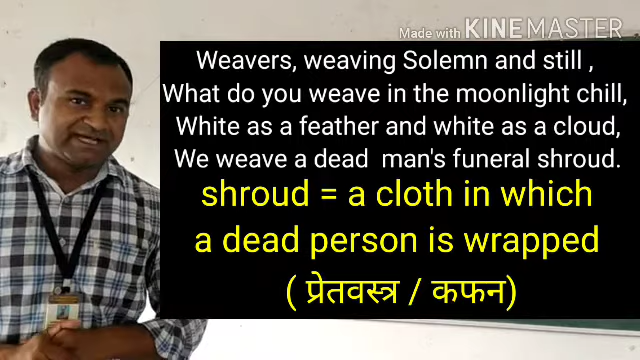 Made with KINEMASTER
Weavers, weaving Solemn and still ,
What do you weave in the moonlight chill,
White as a feather and white as a cloud,
We weave a dead man's funeral shroud.
shroud = a cloth in which
a dead person is wrapped
( प्रेतवस्त्र / कफन)